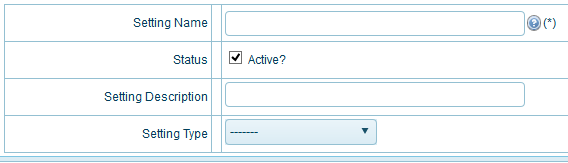 Setting Name ? (*)
Status Active?
Setting Description
Setting Type -------